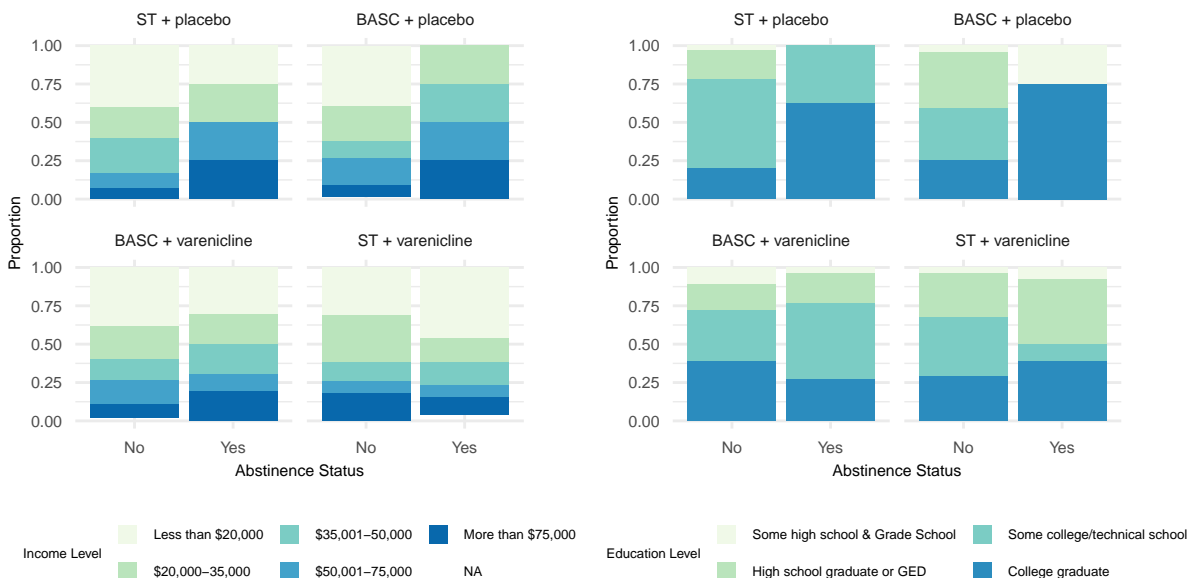 ST + placebo
BASC + placebo
1.00
0.75
0.50
0.25
0.00
BASC + varenicline
ST + varenicline
1.00
0.75
0.50
0.25
0.00
Proportion
No
Yes
No
Yes
Abstinence Status
Income Level
Less than $20,000
$20,000−35,000
$35,001−50,000
$50,001−75,000
More than $75,000
NA
ST + placebo
BASC + placebo
1.00
0.75
0.50
0.25
0.00
BASC + varenicline
ST + varenicline
1.00
0.75
0.50
0.25
0.00
Proportion
No
Yes
No
Yes
Abstinence Status
Education Level
Some high school & Grade School
High school graduate or GED
Some college/technical school
College graduate